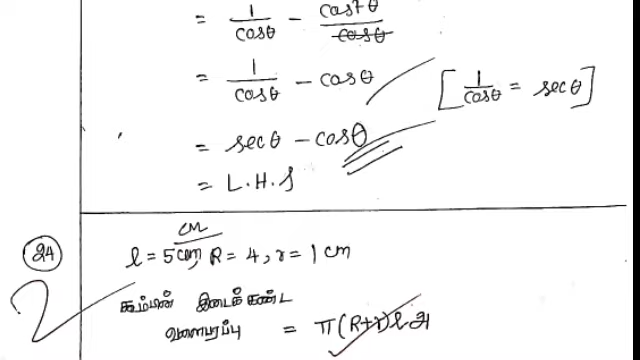 = 1/cosθ - cos²θ/cosθ
= 1/cosθ - cosθ
[1/cosθ = secθ]
= secθ - cosθ
= L.H.S
cm
24
l = 5cm, R = 4, r = 1 cm
கூம்பின் இடைக்கண்ட
வளைபரப்பு = π(R+r)l அ